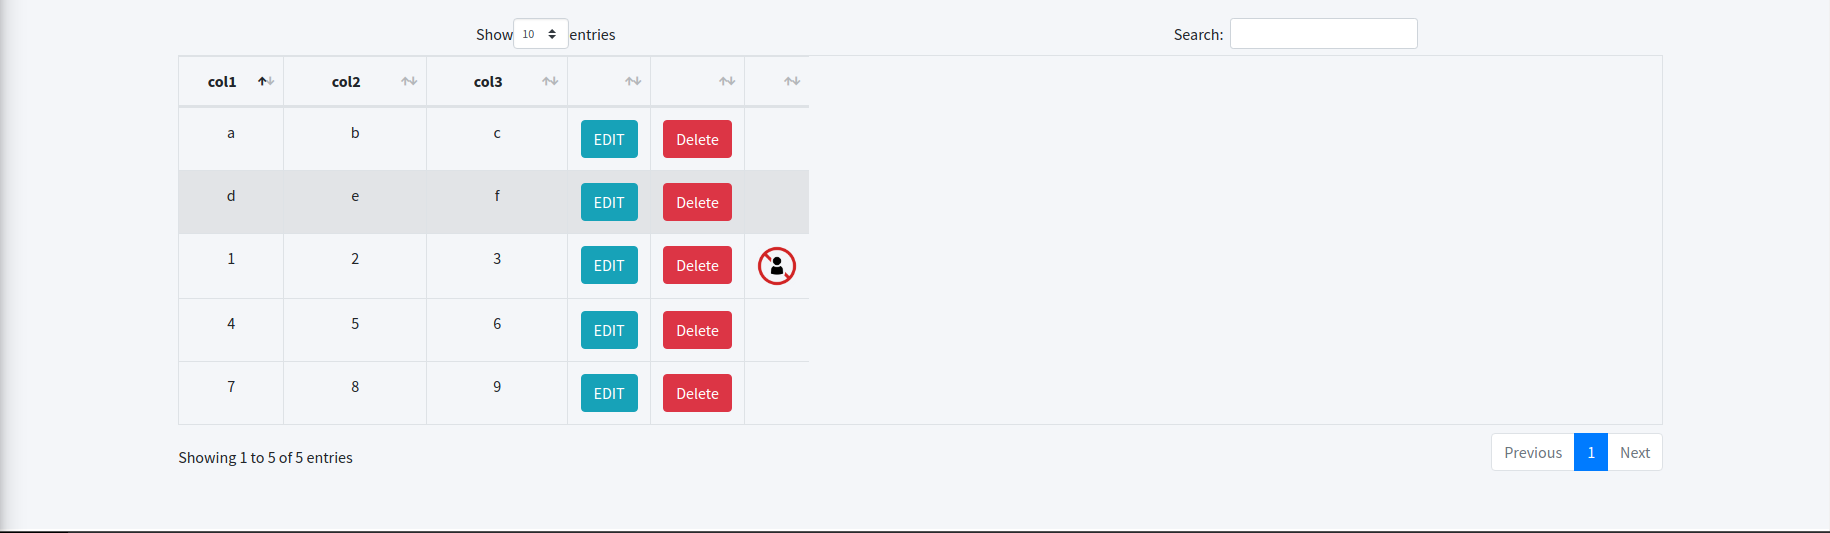 Show 10 entries Search:
col1 col2 col3
a b c EDIT Delete
d e f EDIT Delete
1 2 3 EDIT Delete
4 5 6 EDIT Delete
7 8 9 EDIT Delete
Showing 1 to 5 of 5 entries Previous 1 Next